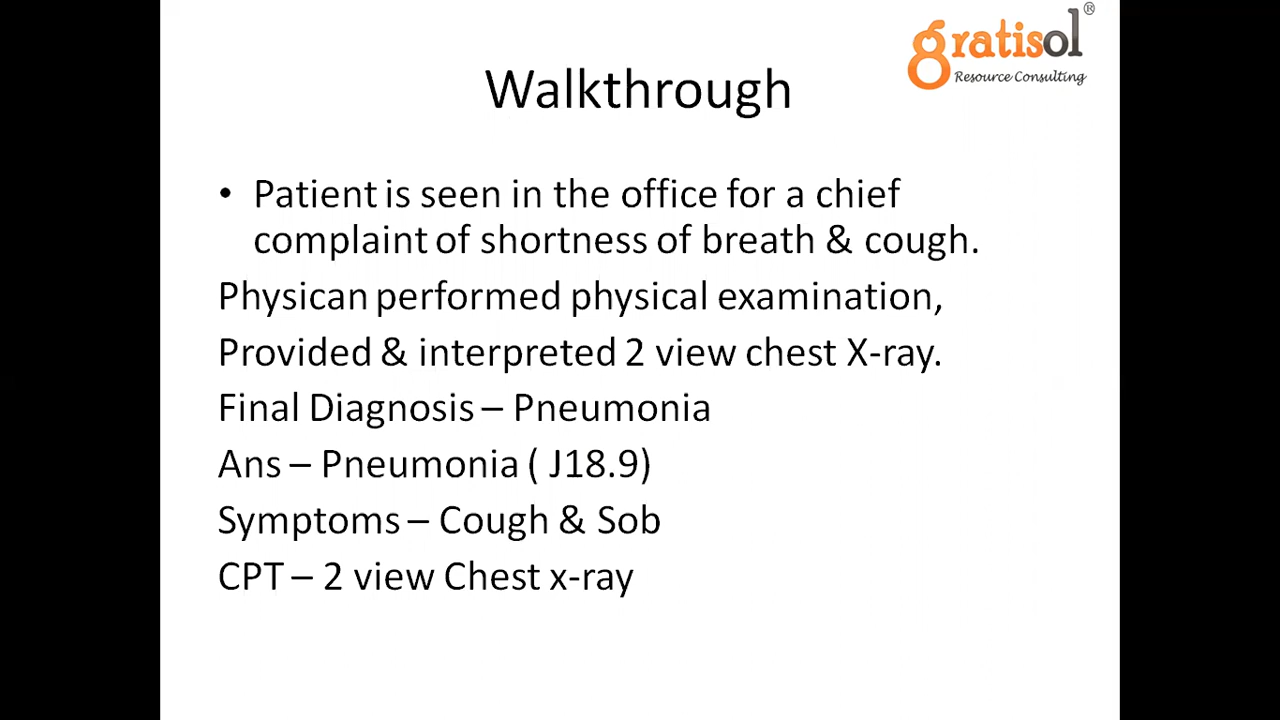 gratisol®
Resource Consulting
Walkthrough
• Patient is seen in the office for a chief
complaint of shortness of breath & cough.
Physican performed physical examination,
Provided & interpreted 2 view chest X-ray.
Final Diagnosis – Pneumonia
Ans – Pneumonia ( J18.9)
Symptoms – Cough & Sob
CPT – 2 view Chest x-ray